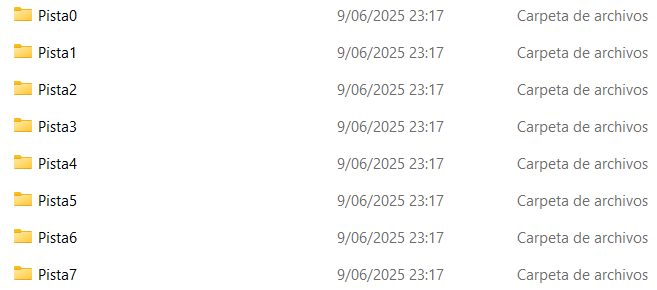 Pista0 9/06/2025 23:17 Carpeta de archivos
Pista1 9/06/2025 23:17 Carpeta de archivos
Pista2 9/06/2025 23:17 Carpeta de archivos
Pista3 9/06/2025 23:17 Carpeta de archivos
Pista4 9/06/2025 23:17 Carpeta de archivos
Pista5 9/06/2025 23:17 Carpeta de archivos
Pista6 9/06/2025 23:17 Carpeta de archivos
Pista7 9/06/2025 23:17 Carpeta de archivos